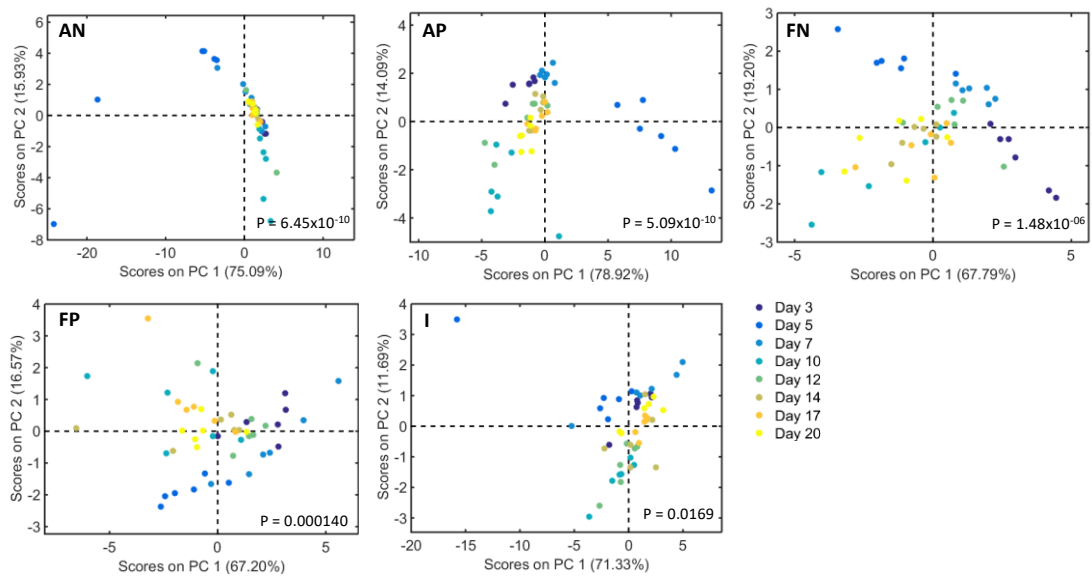 AN
6
4
2
0
-2
-4
-6
-8
Scores on PC 2 (15.93%)
-20
-10
0
10
Scores on PC 1 (75.09%)
P = 6.45x10-10
AP
4
2
0
-2
-4
Scores on PC 2 (14.09%)
-10
-5
0
5
10
Scores on PC 1 (78.92%)
P = 5.09x10-10
FN
3
2
1
0
-1
-2
-3
Scores on PC 2 (19.20%)
-5
0
5
Scores on PC 1 (67.79%)
P = 1.48x10-06
FP
4
3
2
1
0
-1
-2
-3
Scores on PC 2 (16.57%)
-5
0
5
Scores on PC 1 (67.20%)
P = 0.000140
I
4
3
2
1
0
-1
-2
-3
Scores on PC 2 (11.69%)
-20
-15
-10
-5
0
5
Scores on PC 1 (71.33%)
P = 0.0169
Day 3
Day 5
Day 7
Day 10
Day 12
Day 14
Day 17
Day 20